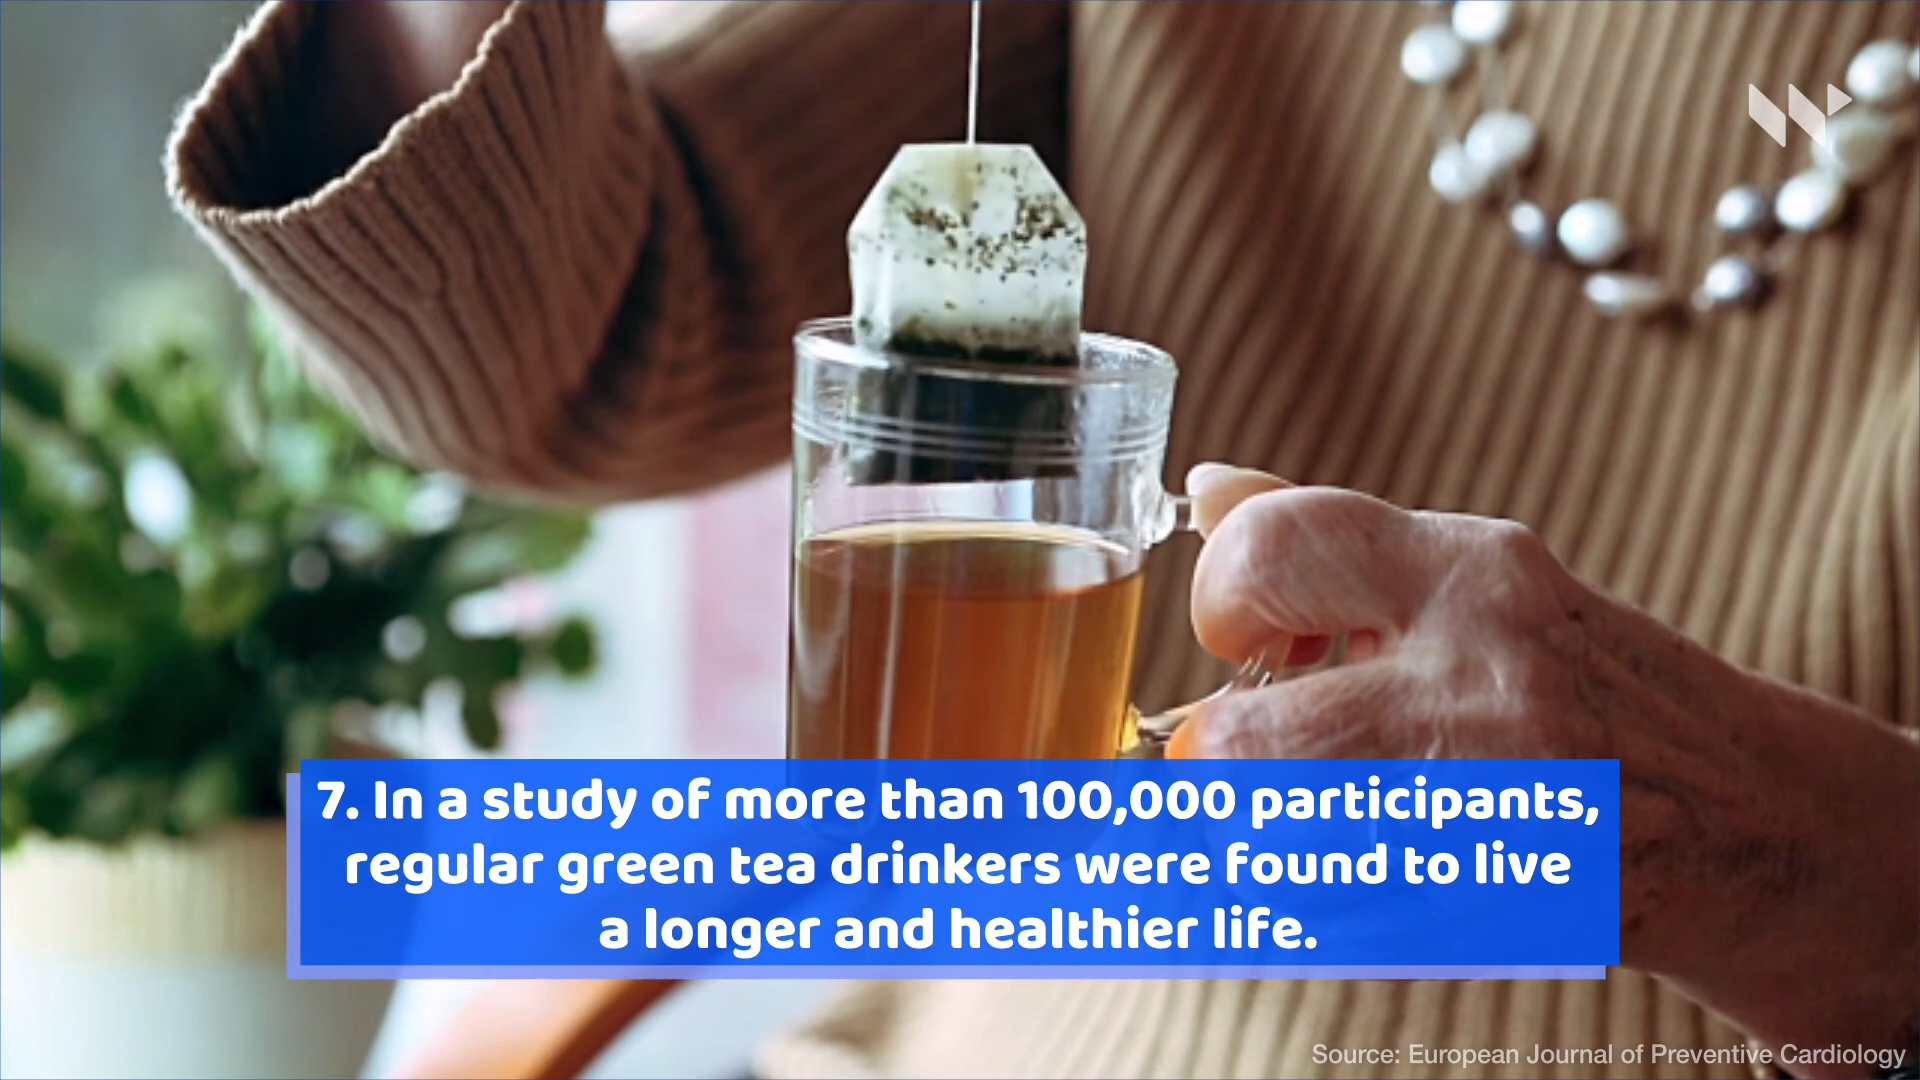 7. In a study of more than 100,000 participants,
regular green tea drinkers were found to live
a longer and healthier life.
Source: European Journal of Preventive Cardiology